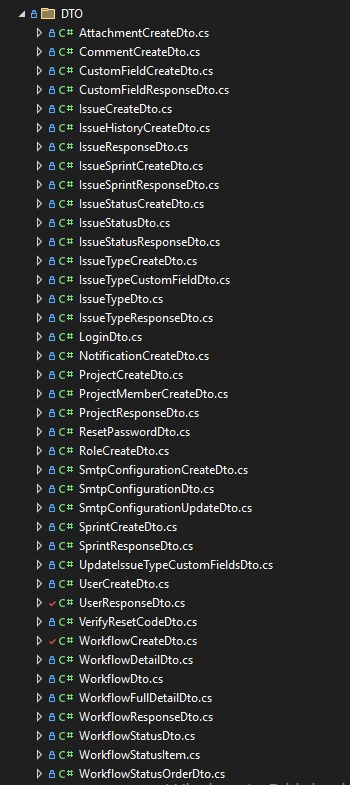 DTO
C# AttachmentCreateDto.cs
C# CommentCreateDto.cs
C# CustomFieldCreateDto.cs
C# CustomFieldResponseDto.cs
C# IssueCreateDto.cs
C# IssueHistoryCreateDto.cs
C# IssueResponseDto.cs
C# IssueSprintCreateDto.cs
C# IssueSprintResponseDto.cs
C# IssueStatusCreateDto.cs
C# IssueStatusDto.cs
C# IssueStatusResponseDto.cs
C# IssueTypeCreateDto.cs
C# IssueTypeCustomFieldDto.cs
C# IssueTypeDto.cs
C# IssueTypeResponseDto.cs
C# LoginDto.cs
C# NotificationCreateDto.cs
C# ProjectCreateDto.cs
C# ProjectMemberCreateDto.cs
C# ProjectResponseDto.cs
C# ResetPasswordDto.cs
C# RoleCreateDto.cs
C# SmtpConfigurationCreateDto.cs
C# SmtpConfigurationDto.cs
C# SmtpConfigurationUpdateDto.cs
C# SprintCreateDto.cs
C# SprintResponseDto.cs
C# UpdateIssueTypeCustomFieldsDto.cs
C# UserCreateDto.cs
C# UserResponseDto.cs
C# VerifyResetCodeDto.cs
C# WorkflowCreateDto.cs
C# WorkflowDetailDto.cs
C# WorkflowDto.cs
C# WorkflowFullDetailDto.cs
C# WorkflowResponseDto.cs
C# WorkflowStatusDto.cs
C# WorkflowStatusItem.cs
C# WorkflowStatusOrderDto.cs